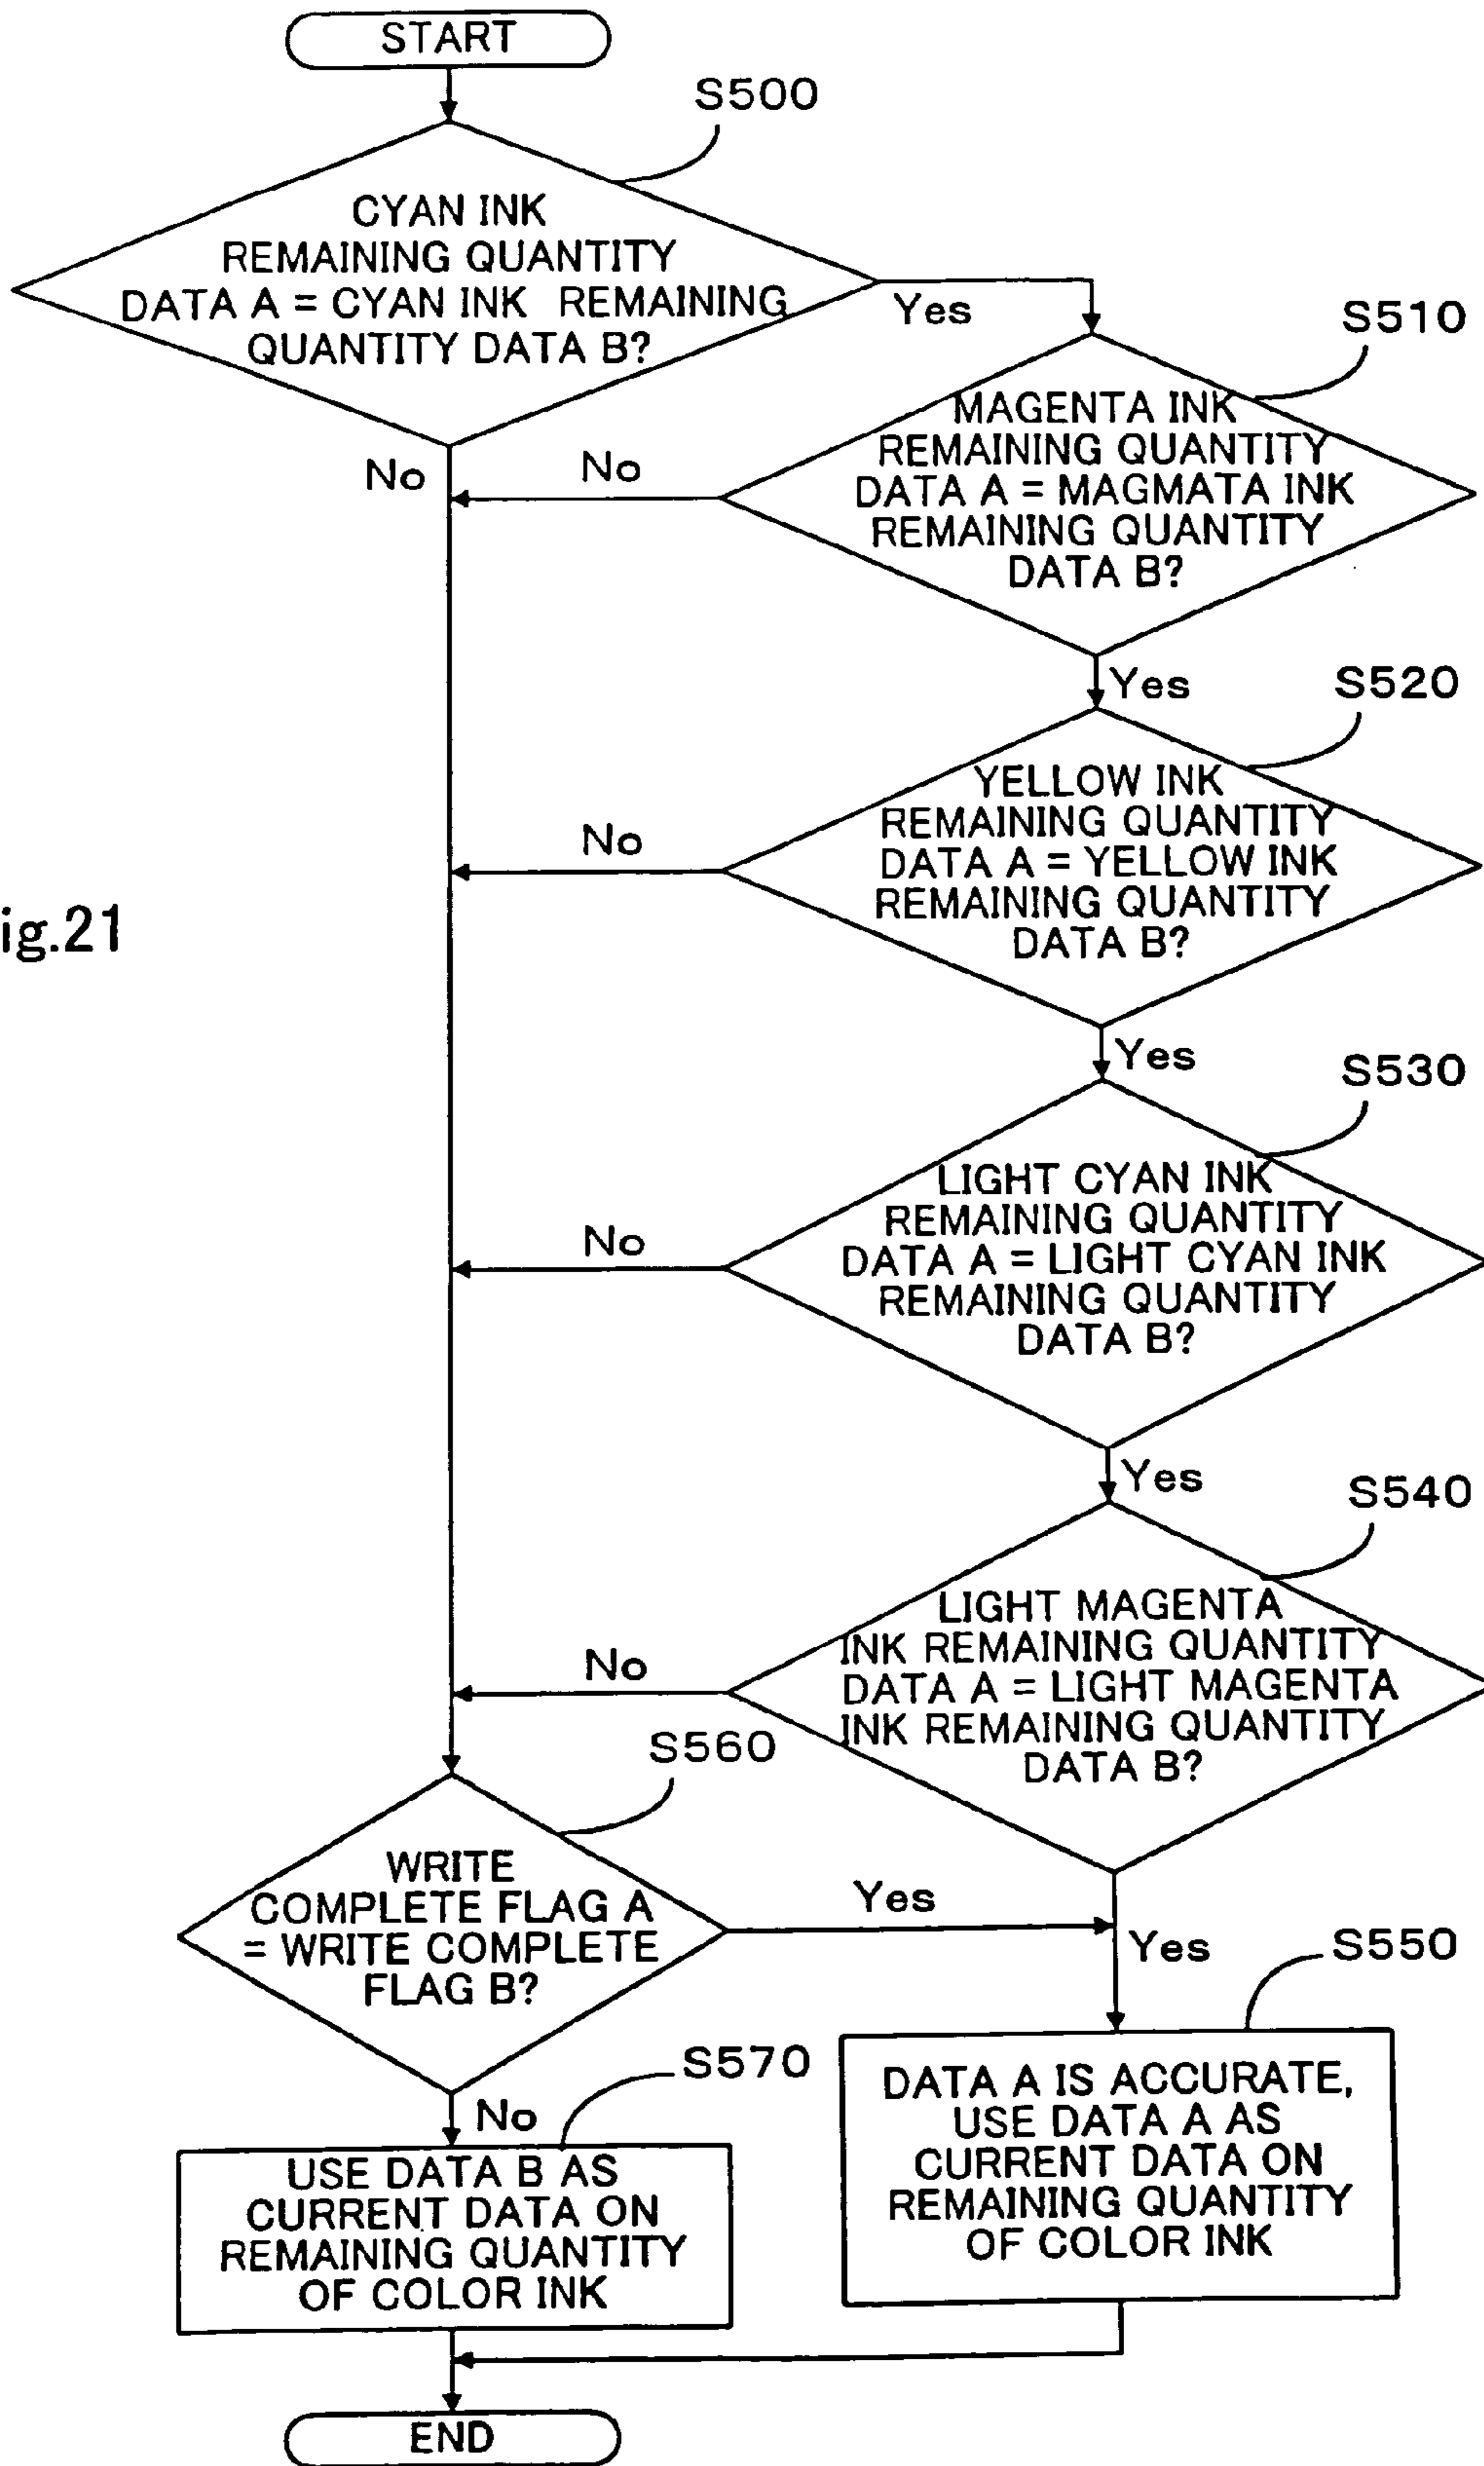 START
S500
CYAN INK
REMAINING QUANTITY
DATA A = CYAN INK REMAINING
QUANTITY DATA B?
Yes
No
S510
MAGENTA INK
REMAINING QUANTITY
DATA A = MAGMATA INK
REMAINING QUANTITY
DATA B?
No
Yes
S520
YELLOW INK
REMAINING QUANTITY
DATA A = YELLOW INK
REMAINING QUANTITY
DATA B?
No
ig.21
Yes
S530
LIGHT CYAN INK
REMAINING QUANTITY
DATA A = LIGHT CYAN INK
REMAINING QUANTITY
DATA B?
No
Yes
S540
LIGHT MAGENTA
INK REMAINING QUANTITY
DATA A = LIGHT MAGENTA
INK REMAINING QUANTITY
DATA B?
No
Yes
S560
WRITE
COMPLETE FLAG A
= WRITE COMPLETE
FLAG B?
Yes
No
S550
DATA A IS ACCURATE,
USE DATA A AS
CURRENT DATA ON
REMAINING QUANTITY
OF COLOR INK
S570
USE DATA B AS
CURRENT DATA ON
REMAINING QUANTITY
OF COLOR INK
END